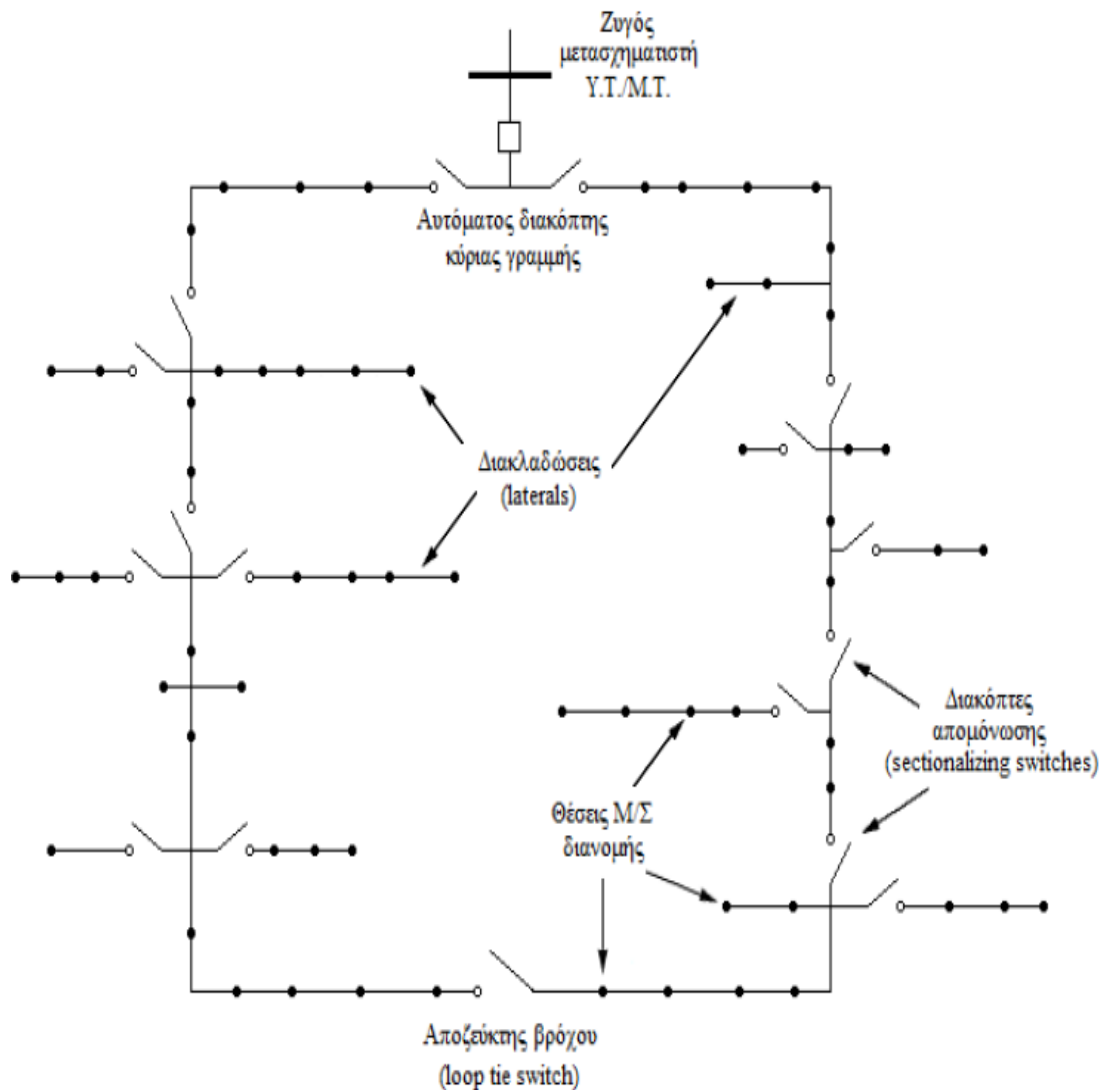 Ζυγός
μετασχηματιστή
Υ.Τ./Μ.Τ.
Αυτόματος διακόπτης
κύριας γραμμής
Διακλαδώσεις
(laterals)
Διακόπτες
απομόνωσης
(sectionalizing switches)
Θέσεις Μ/Σ
διανομής
Αποζεύκτης βρόχου
(loop tie switch)